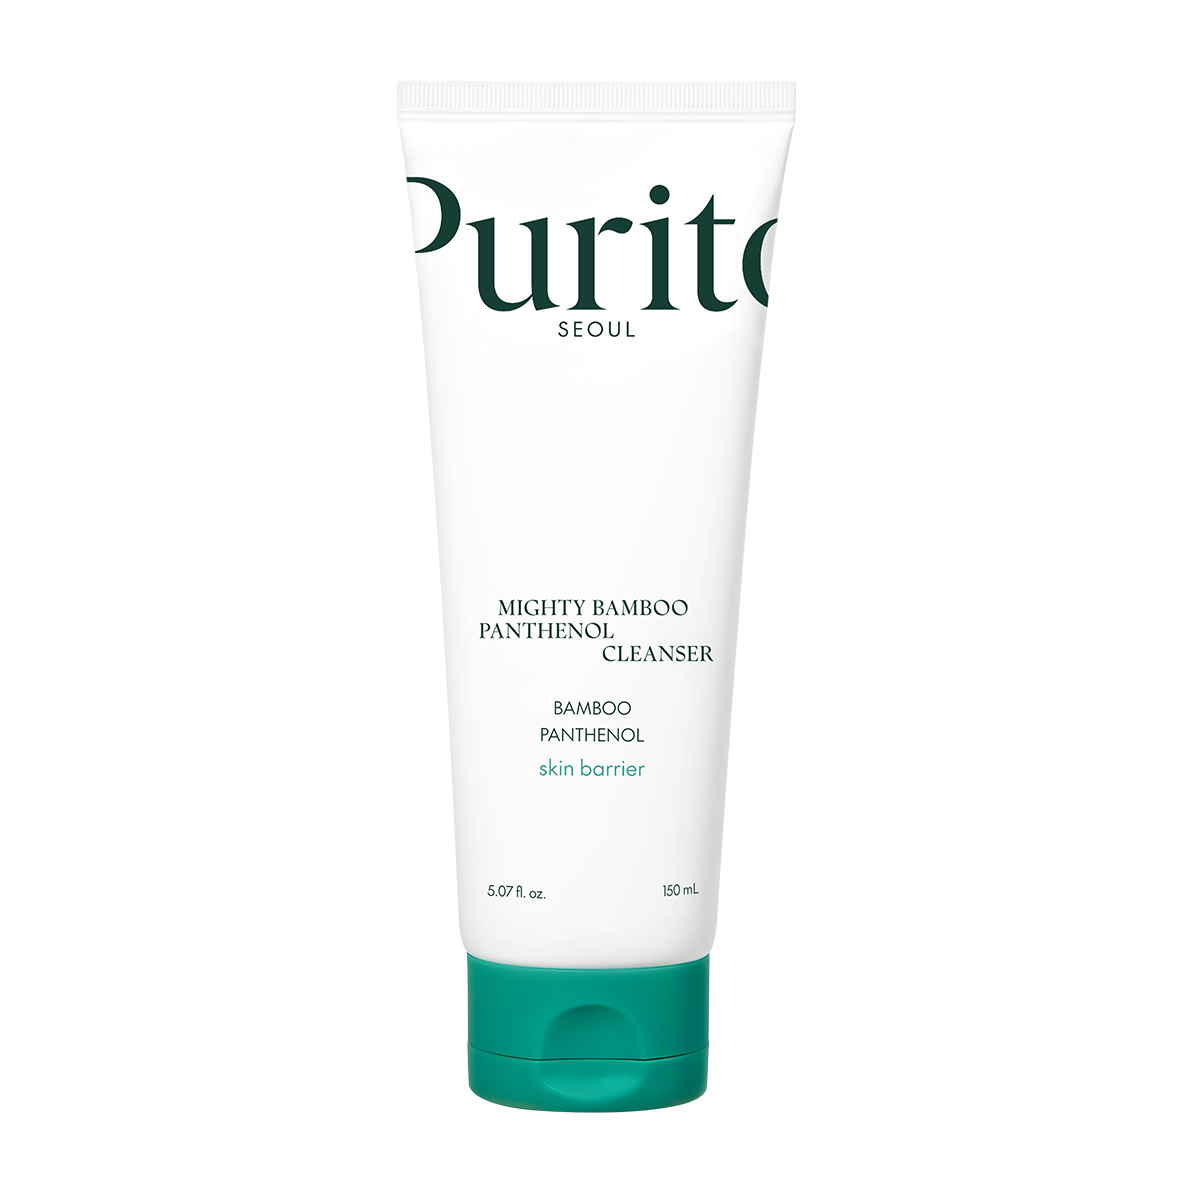 Purito
SEOUL
MIGHTY BAMBOO
PANTHENOL
CLEANSER
BAMBOO
PANTHENOL
skin barrier
5.07 fl. oz. 150 mL